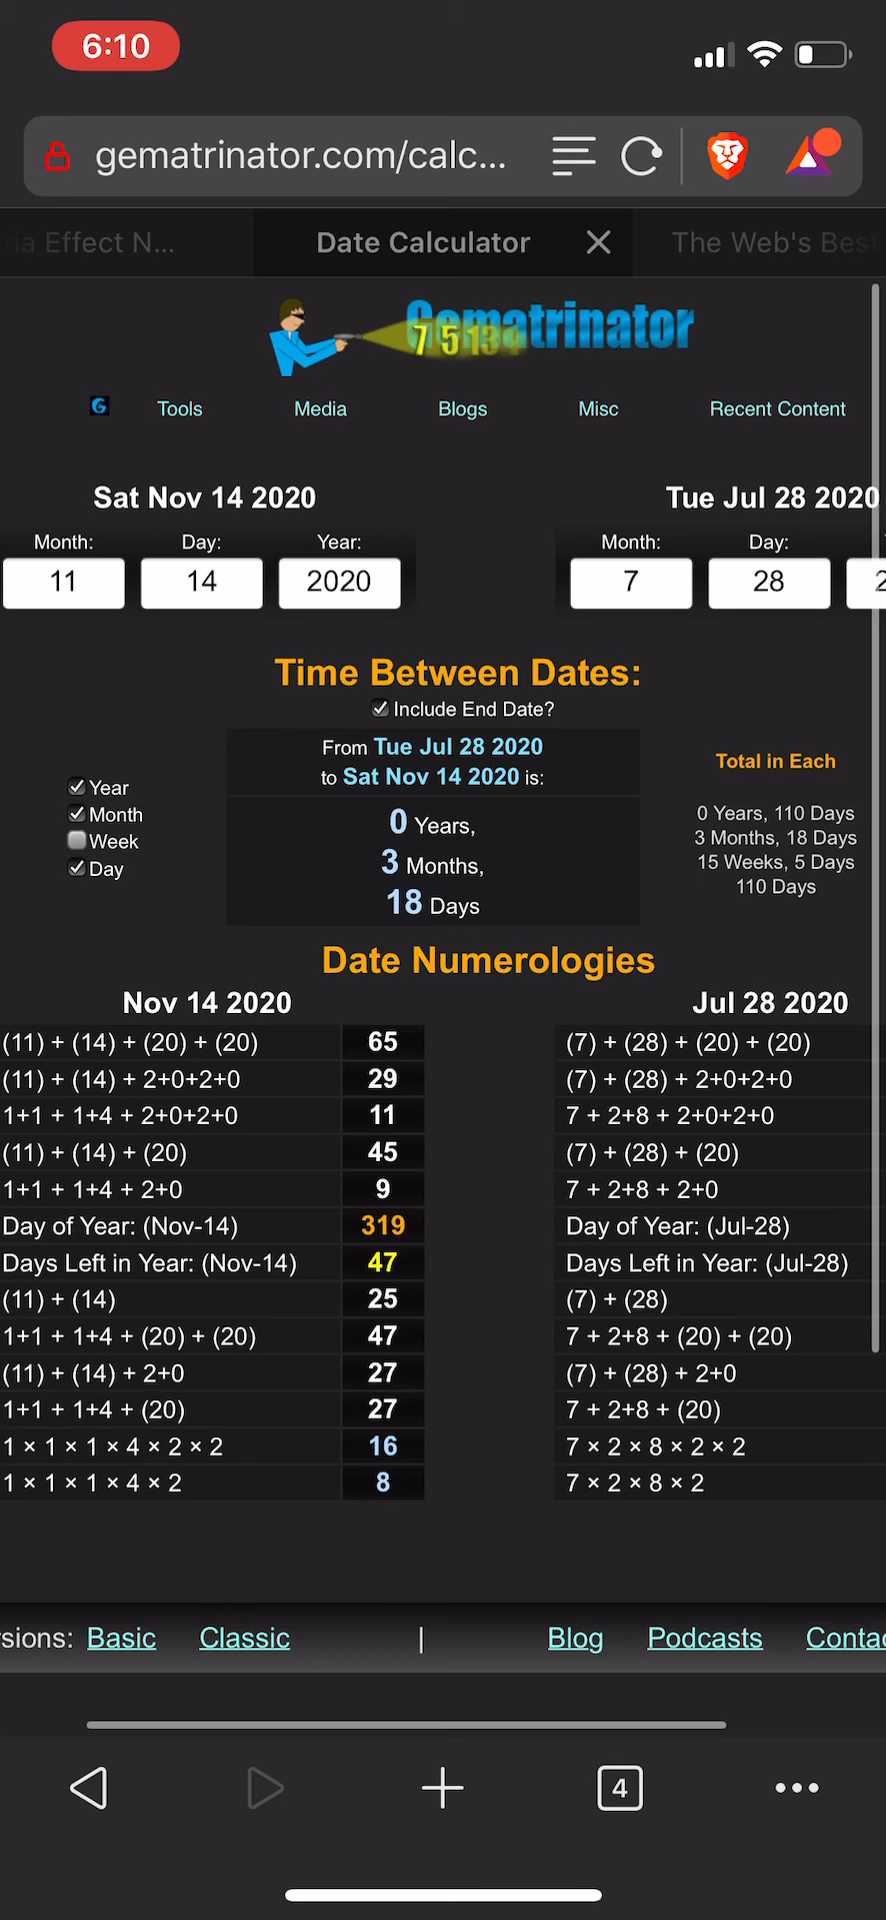 6:10
gematrinator.com/calc...
ia Effect N...
Date Calculator
The Web's Best
Gematrinator
7 5 13 4
G
Tools
Media
Blogs
Misc
Recent Content
Sat Nov 14 2020
Tue Jul 28 2020
Month:
Day:
Year:
Month:
Day:
11
14
2020
7
28
2
Time Between Dates:
Include End Date?
From Tue Jul 28 2020
to Sat Nov 14 2020 is:
Year
Month
Week
Day
0 Years,
3 Months,
18 Days
Total in Each
0 Years, 110 Days
3 Months, 18 Days
15 Weeks, 5 Days
110 Days
Date Numerologies
Nov 14 2020
Jul 28 2020
(11) + (14) + (20) + (20) 65 (7) + (28) + (20) + (20)
(11) + (14) + 2+0+2+0 29 (7) + (28) + 2+0+2+0
1+1 + 1+4 + 2+0+2+0 11 7 + 2+8 + 2+0+2+0
(11) + (14) + (20) 45 (7) + (28) + (20)
1+1 + 1+4 + 2+0 9 7 + 2+8 + 2+0
Day of Year: (Nov-14) 319 Day of Year: (Jul-28)
Days Left in Year: (Nov-14) 47 Days Left in Year: (Jul-28)
(11) + (14) 25 (7) + (28)
1+1 + 1+4 + (20) + (20) 47 7 + 2+8 + (20) + (20)
(11) + (14) + 2+0 27 (7) + (28) + 2+0
1+1 + 1+4 + (20) 27 7 + 2+8 + (20)
1 × 1 × 1 × 4 × 2 × 2 16 7 × 2 × 8 × 2 × 2
1 × 1 × 1 × 4 × 2 8 7 × 2 × 8 × 2
sions: Basic Classic | Blog Podcasts Contac
4